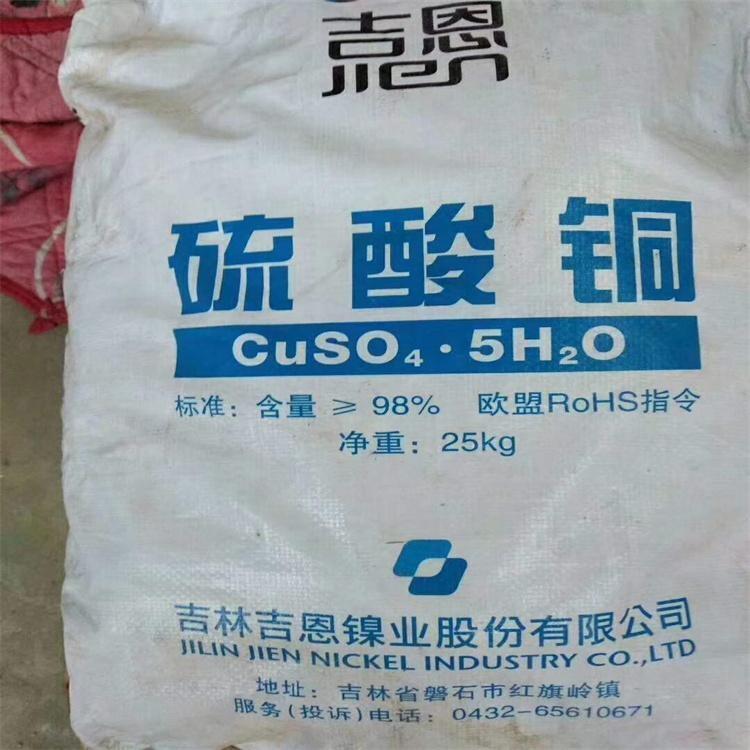 吉恩
Jien
硫酸铜
CuSO₄·5H₂O
标准：含量 ≥ 98% 欧盟RoHS指令
净重：25kg
吉林吉恩镍业股份有限公司
JILIN JIEN NICKEL INDUSTRY CO.,LTD
地址：吉林省磐石市红旗岭镇
服务(投诉)电话：0432-65610671